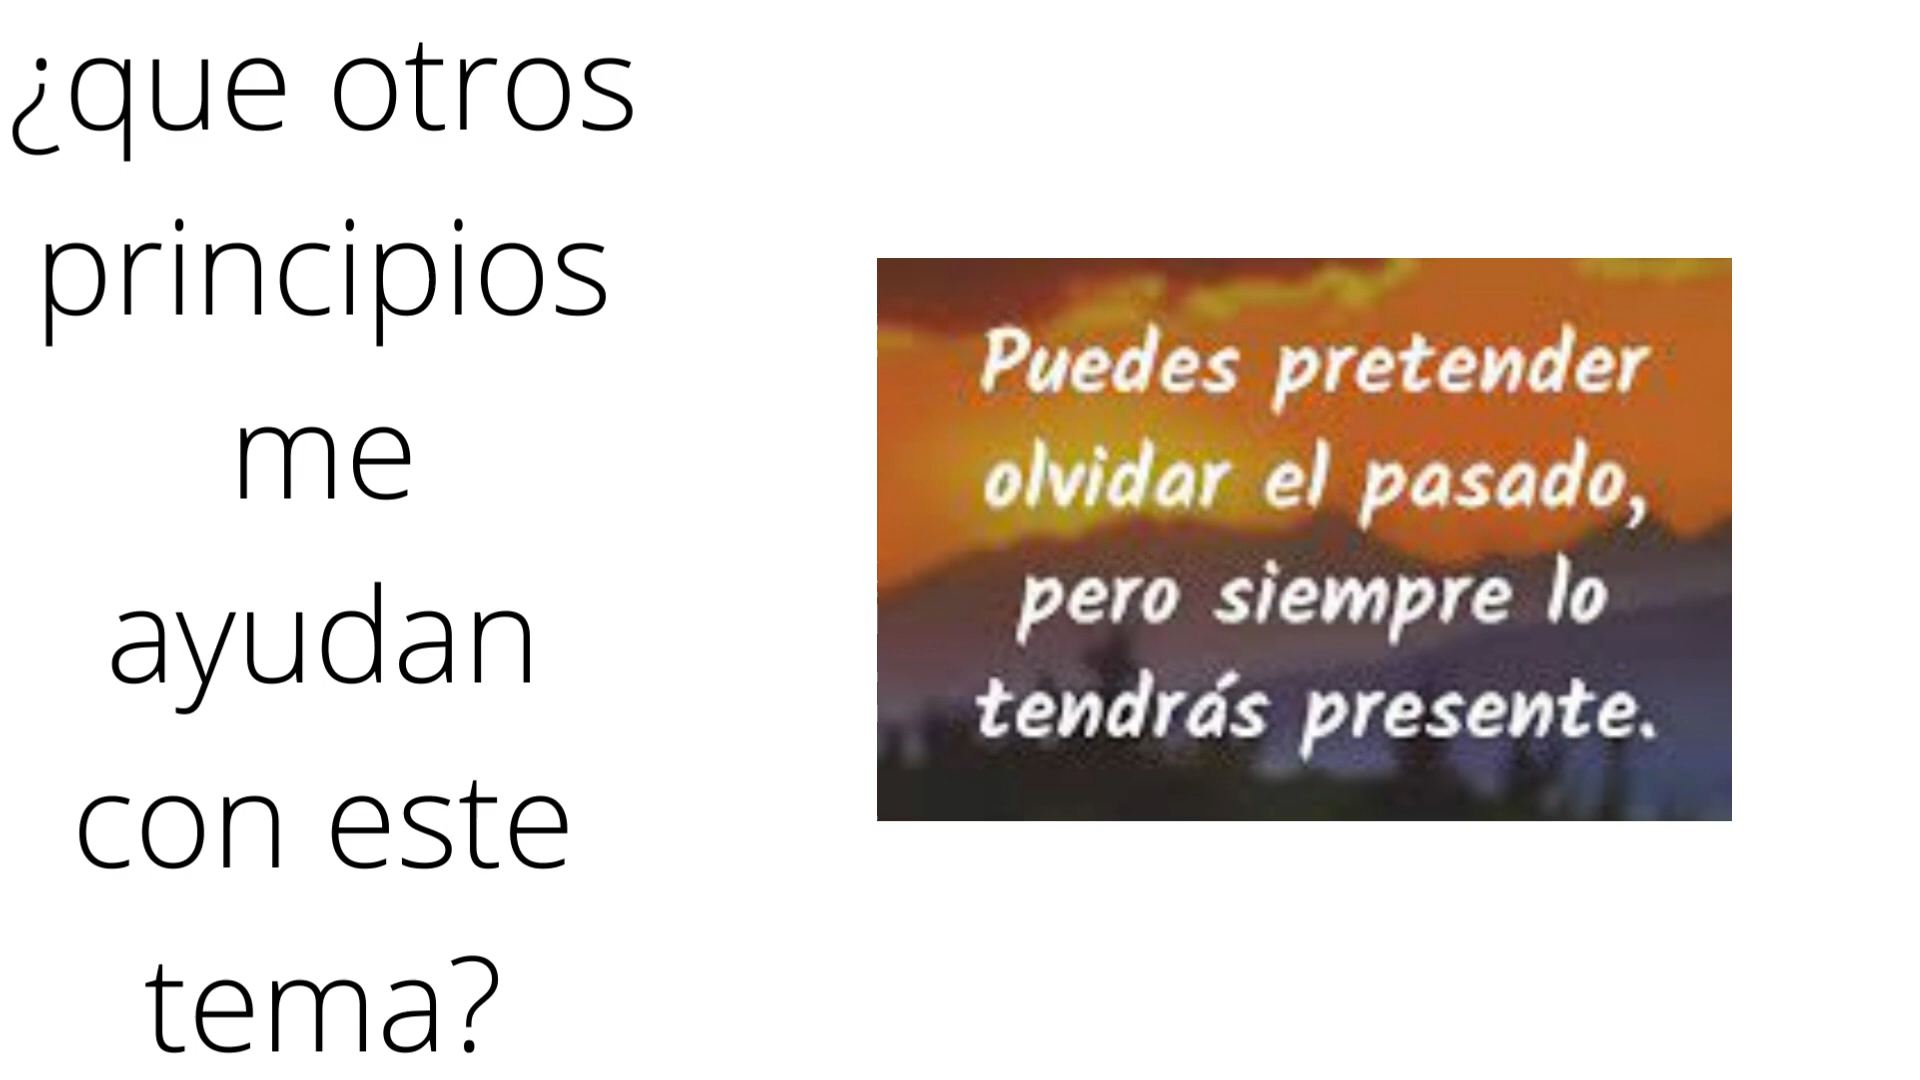 ¿que otros
principios
me
ayudan
con este
tema?
Puedes pretender
olvidar el pasado,
pero siempre lo
tendrás presente.